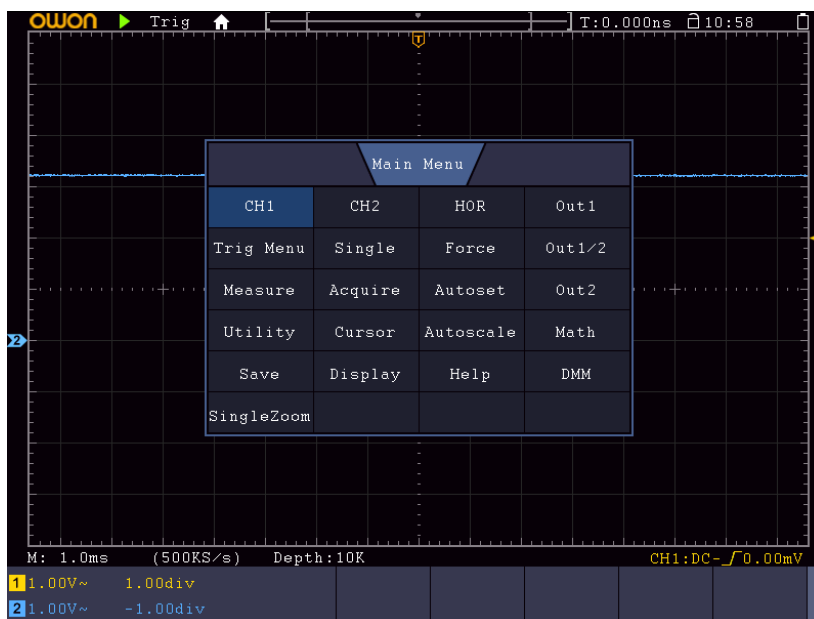 OWON Trig T:0.000ns 10:58
T
Main Menu
CH1 CH2 HOR Out1
Trig Menu Single Force Out1/2
Measure Acquire Autoset Out2
Utility Cursor Autoscale Math
2
Save Display Help DMM
SingleZoom
M: 1.0ms (500KS/s) Depth:10K CH1:DC-0.00mV
1 1.00V~ 1.00div
2 1.00V~ -1.00div